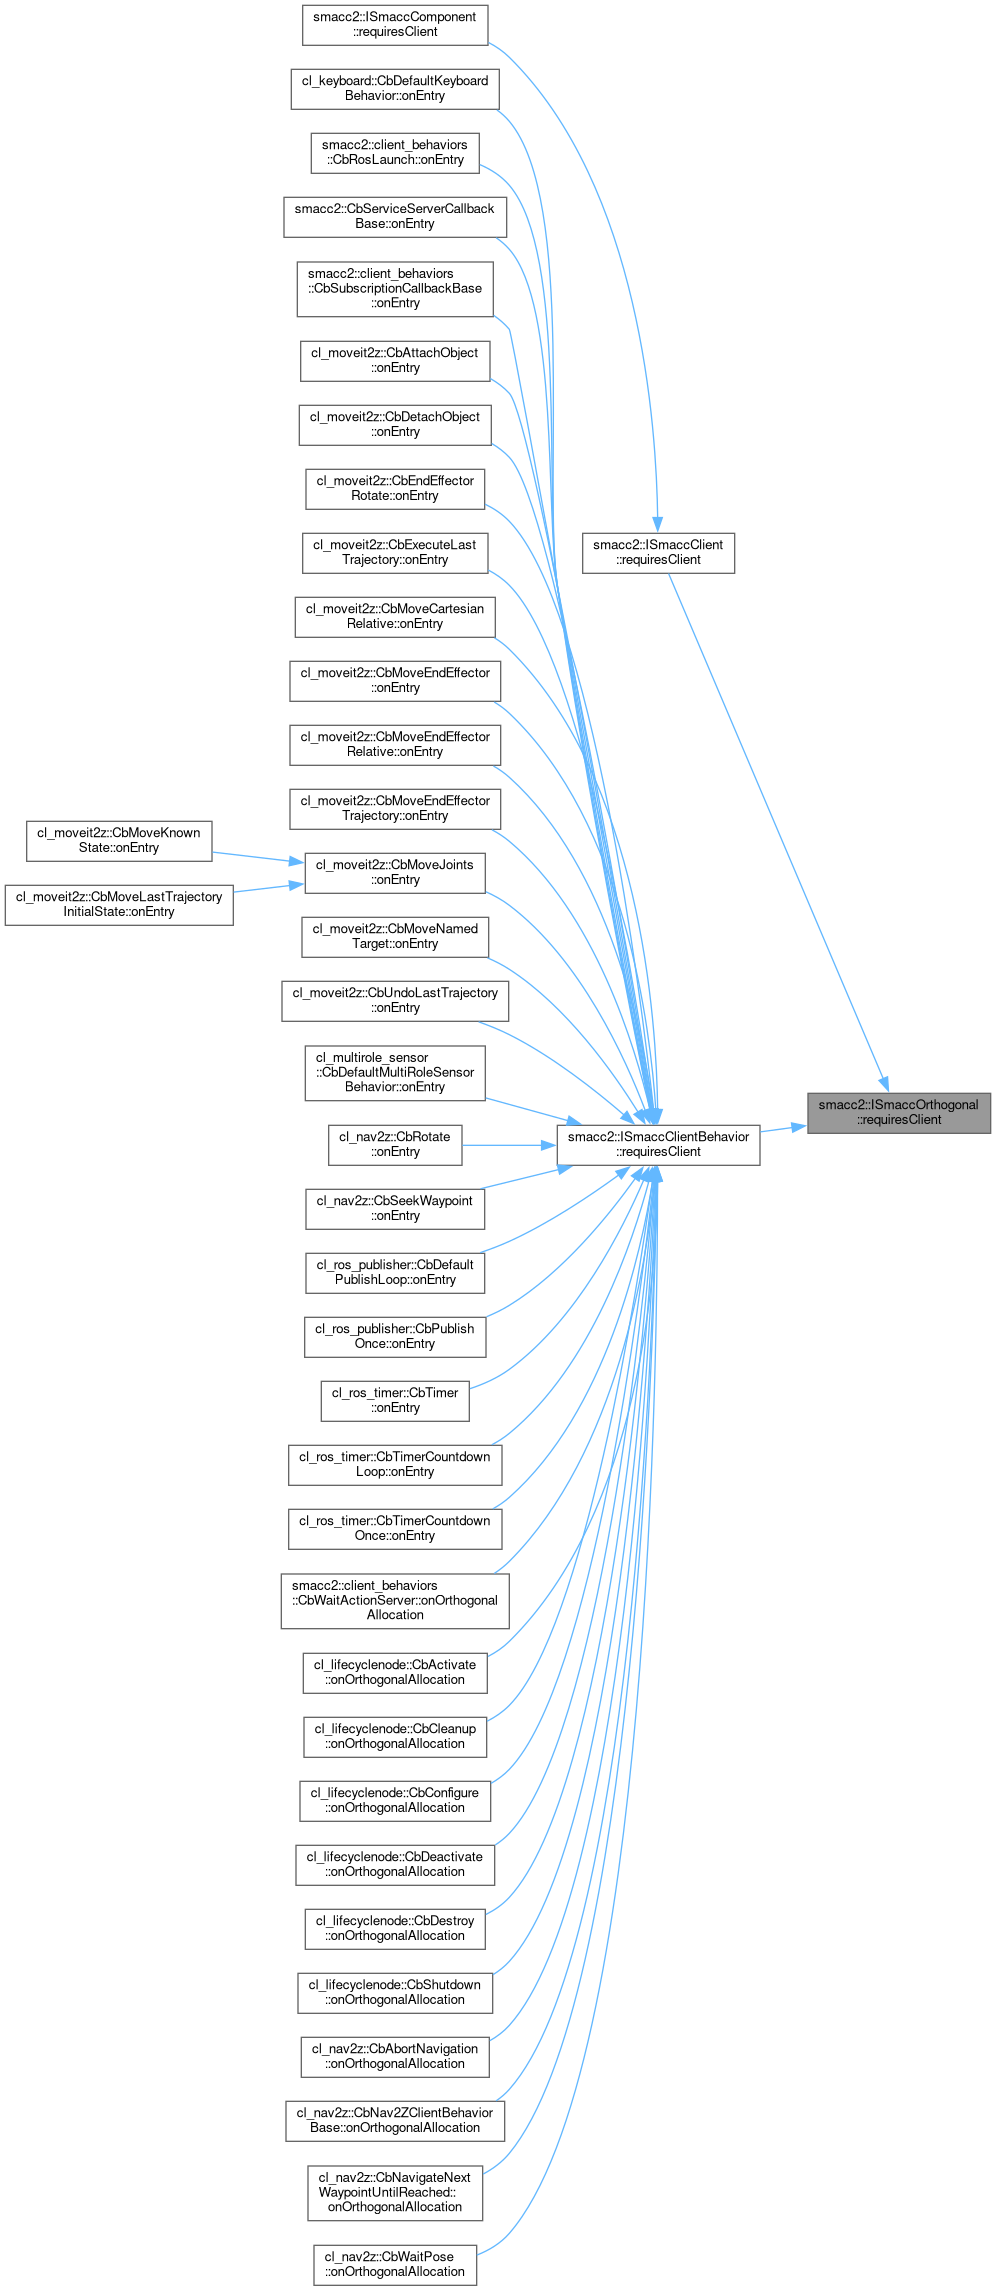 smacc2::ISmaccComponent
::requiresClient
cl_keyboard::CbDefaultKeyboard
Behavior::onEntry
smacc2::client_behaviors
::CbRosLaunch::onEntry
smacc2::CbServiceServerCallback
Base::onEntry
smacc2::client_behaviors
::CbSubscriptionCallbackBase
::onEntry
cl_moveit2z::CbAttachObject
::onEntry
cl_moveit2z::CbDetachObject
::onEntry
cl_moveit2z::CbEndEffector
Rotate::onEntry
cl_moveit2z::CbExecuteLast
Trajectory::onEntry
smacc2::ISmaccClient
::requiresClient
cl_moveit2z::CbMoveCartesian
Relative::onEntry
cl_moveit2z::CbMoveEndEffector
::onEntry
cl_moveit2z::CbMoveEndEffector
Relative::onEntry
cl_moveit2z::CbMoveEndEffector
Trajectory::onEntry
cl_moveit2z::CbMoveKnown
State::onEntry
cl_moveit2z::CbMoveJoints
::onEntry
cl_moveit2z::CbMoveLastTrajectory
InitialState::onEntry
cl_moveit2z::CbMoveNamed
Target::onEntry
cl_moveit2z::CbUndoLastTrajectory
::onEntry
cl_multirole_sensor
::CbDefaultMultiRoleSensor
Behavior::onEntry
smacc2::ISmaccOrthogonal
::requiresClient
cl_nav2z::CbRotate
::onEntry
smacc2::ISmaccClientBehavior
::requiresClient
cl_nav2z::CbSeekWaypoint
::onEntry
cl_ros_publisher::CbDefault
PublishLoop::onEntry
cl_ros_publisher::CbPublish
Once::onEntry
cl_ros_timer::CbTimer
::onEntry
cl_ros_timer::CbTimerCountdown
Loop::onEntry
cl_ros_timer::CbTimerCountdown
Once::onEntry
smacc2::client_behaviors
::CbWaitActionServer::onOrthogonal
Allocation
cl_lifecyclenode::CbActivate
::onOrthogonalAllocation
cl_lifecyclenode::CbCleanup
::onOrthogonalAllocation
cl_lifecyclenode::CbConfigure
::onOrthogonalAllocation
cl_lifecyclenode::CbDeactivate
::onOrthogonalAllocation
cl_lifecyclenode::CbDestroy
::onOrthogonalAllocation
cl_lifecyclenode::CbShutdown
::onOrthogonalAllocation
cl_nav2z::CbAbortNavigation
::onOrthogonalAllocation
cl_nav2z::CbNav2ZClientBehavior
Base::onOrthogonalAllocation
cl_nav2z::CbNavigateNext
WaypointUntilReached::
onOrthogonalAllocation
cl_nav2z::CbWaitPose
::onOrthogonalAllocation